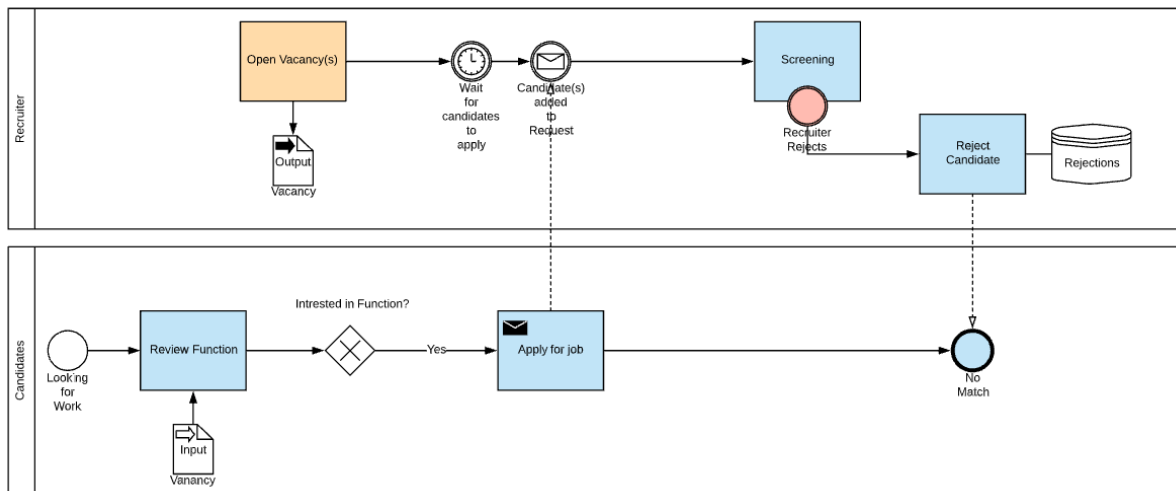 Recruiter
Open Vacancy(s)
Output
Vacancy
Wait
for
candidates
to
apply
Candidate(s)
added
to
Request
Screening
Recruiter
Rejects
Reject
Candidate
Rejections
Candidates
Looking
for
Work
Review Function
Input
Vanancy
Intrested in Function?
Yes
Apply for job
No
Match